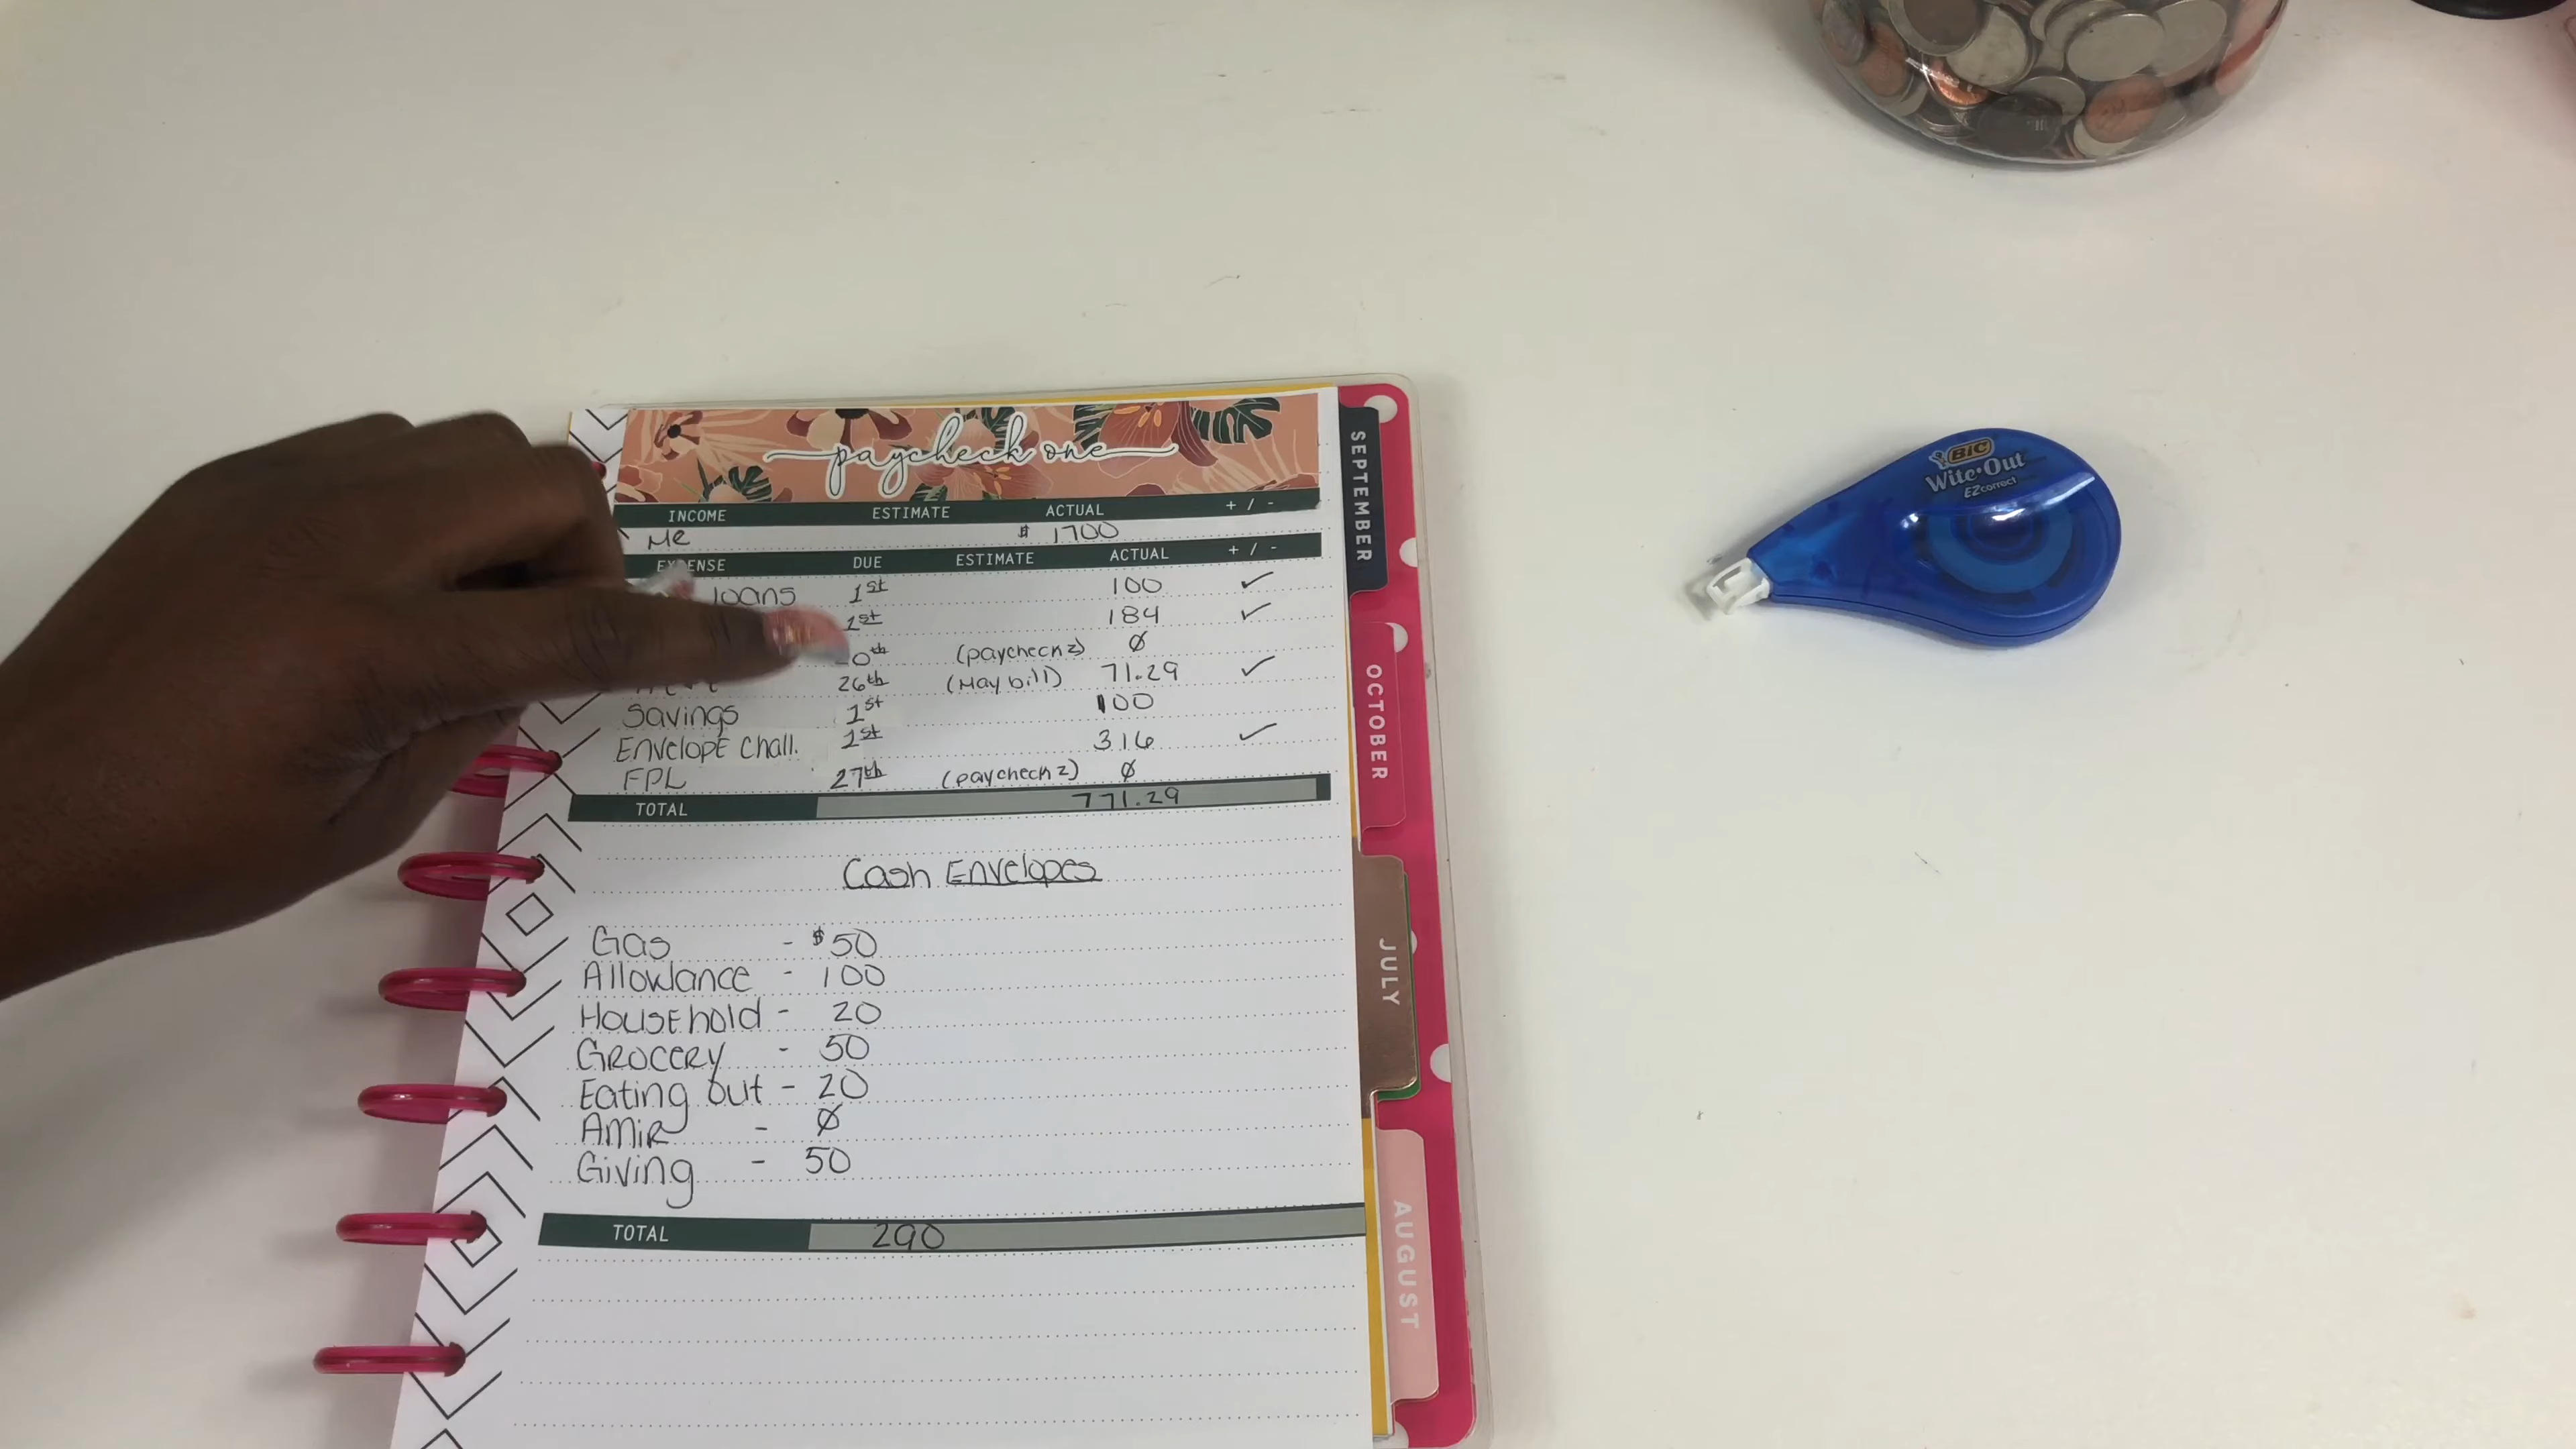 paycheck one
INCOME ESTIMATE ACTUAL + / -
Me $ 1700
EXPENSE DUE ESTIMATE ACTUAL + / -
loans 1st 100 ✓
1st 184 ✓
0th (paycheck 2) Ø
26th (May bill) 71.29 ✓
Savings 1st 100
Envelope Chall. 1st 316 ✓
FPL 27th (paycheck 2) Ø
TOTAL 771.29
Cash Envelopes
Gas - $50
Allowance - 100
Household - 20
Grocery - 50
Eating out - 20
Amir - Ø
Giving - 50
TOTAL 290
SEPTEMBER
OCTOBER
JULY
AUGUST
BIC
Wite-Out
EZcorrect